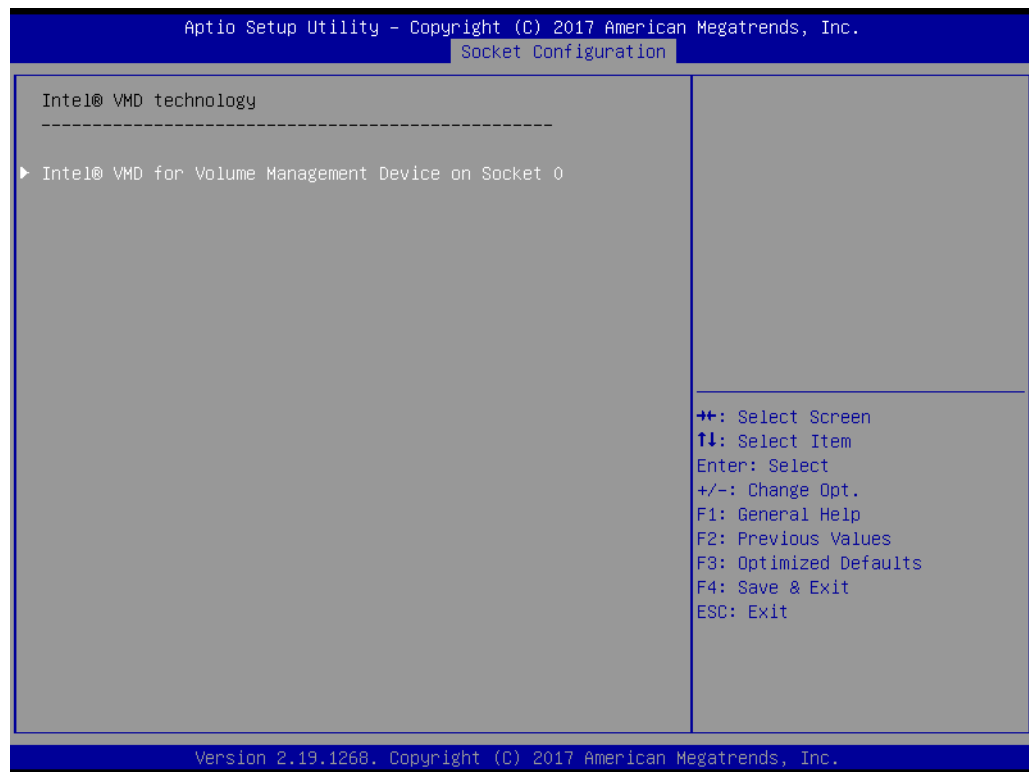 Aptio Setup Utility – Copyright (C) 2017 American Megatrends, Inc.
Socket Configuration
Intel® VMD technology
--------------------------------------------------
Intel® VMD for Volume Management Device on Socket 0
→←: Select Screen
↑↓: Select Item
Enter: Select
+/-: Change Opt.
F1: General Help
F2: Previous Values
F3: Optimized Defaults
F4: Save & Exit
ESC: Exit
Version 2.19.1268. Copyright (C) 2017 American Megatrends, Inc.